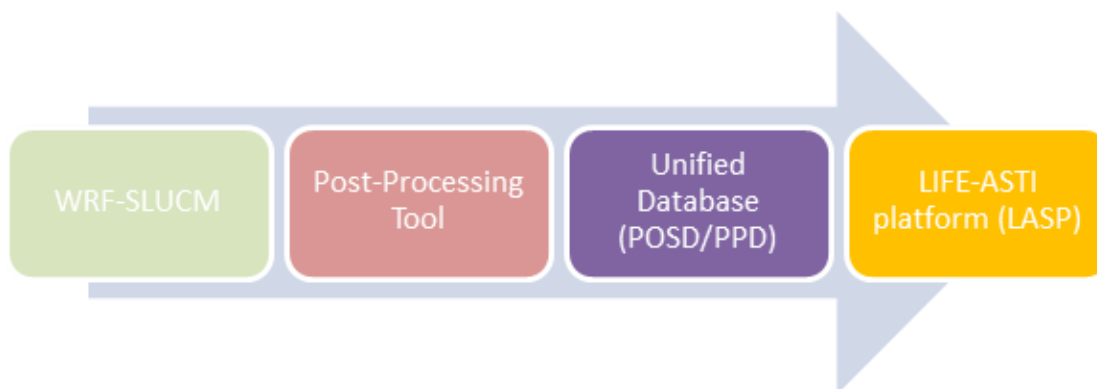 WRF-SLUCM
Post-Processing
Tool
Unified
Database
(POSD/PPD)
LIFE-ASTI
platform (LASP)